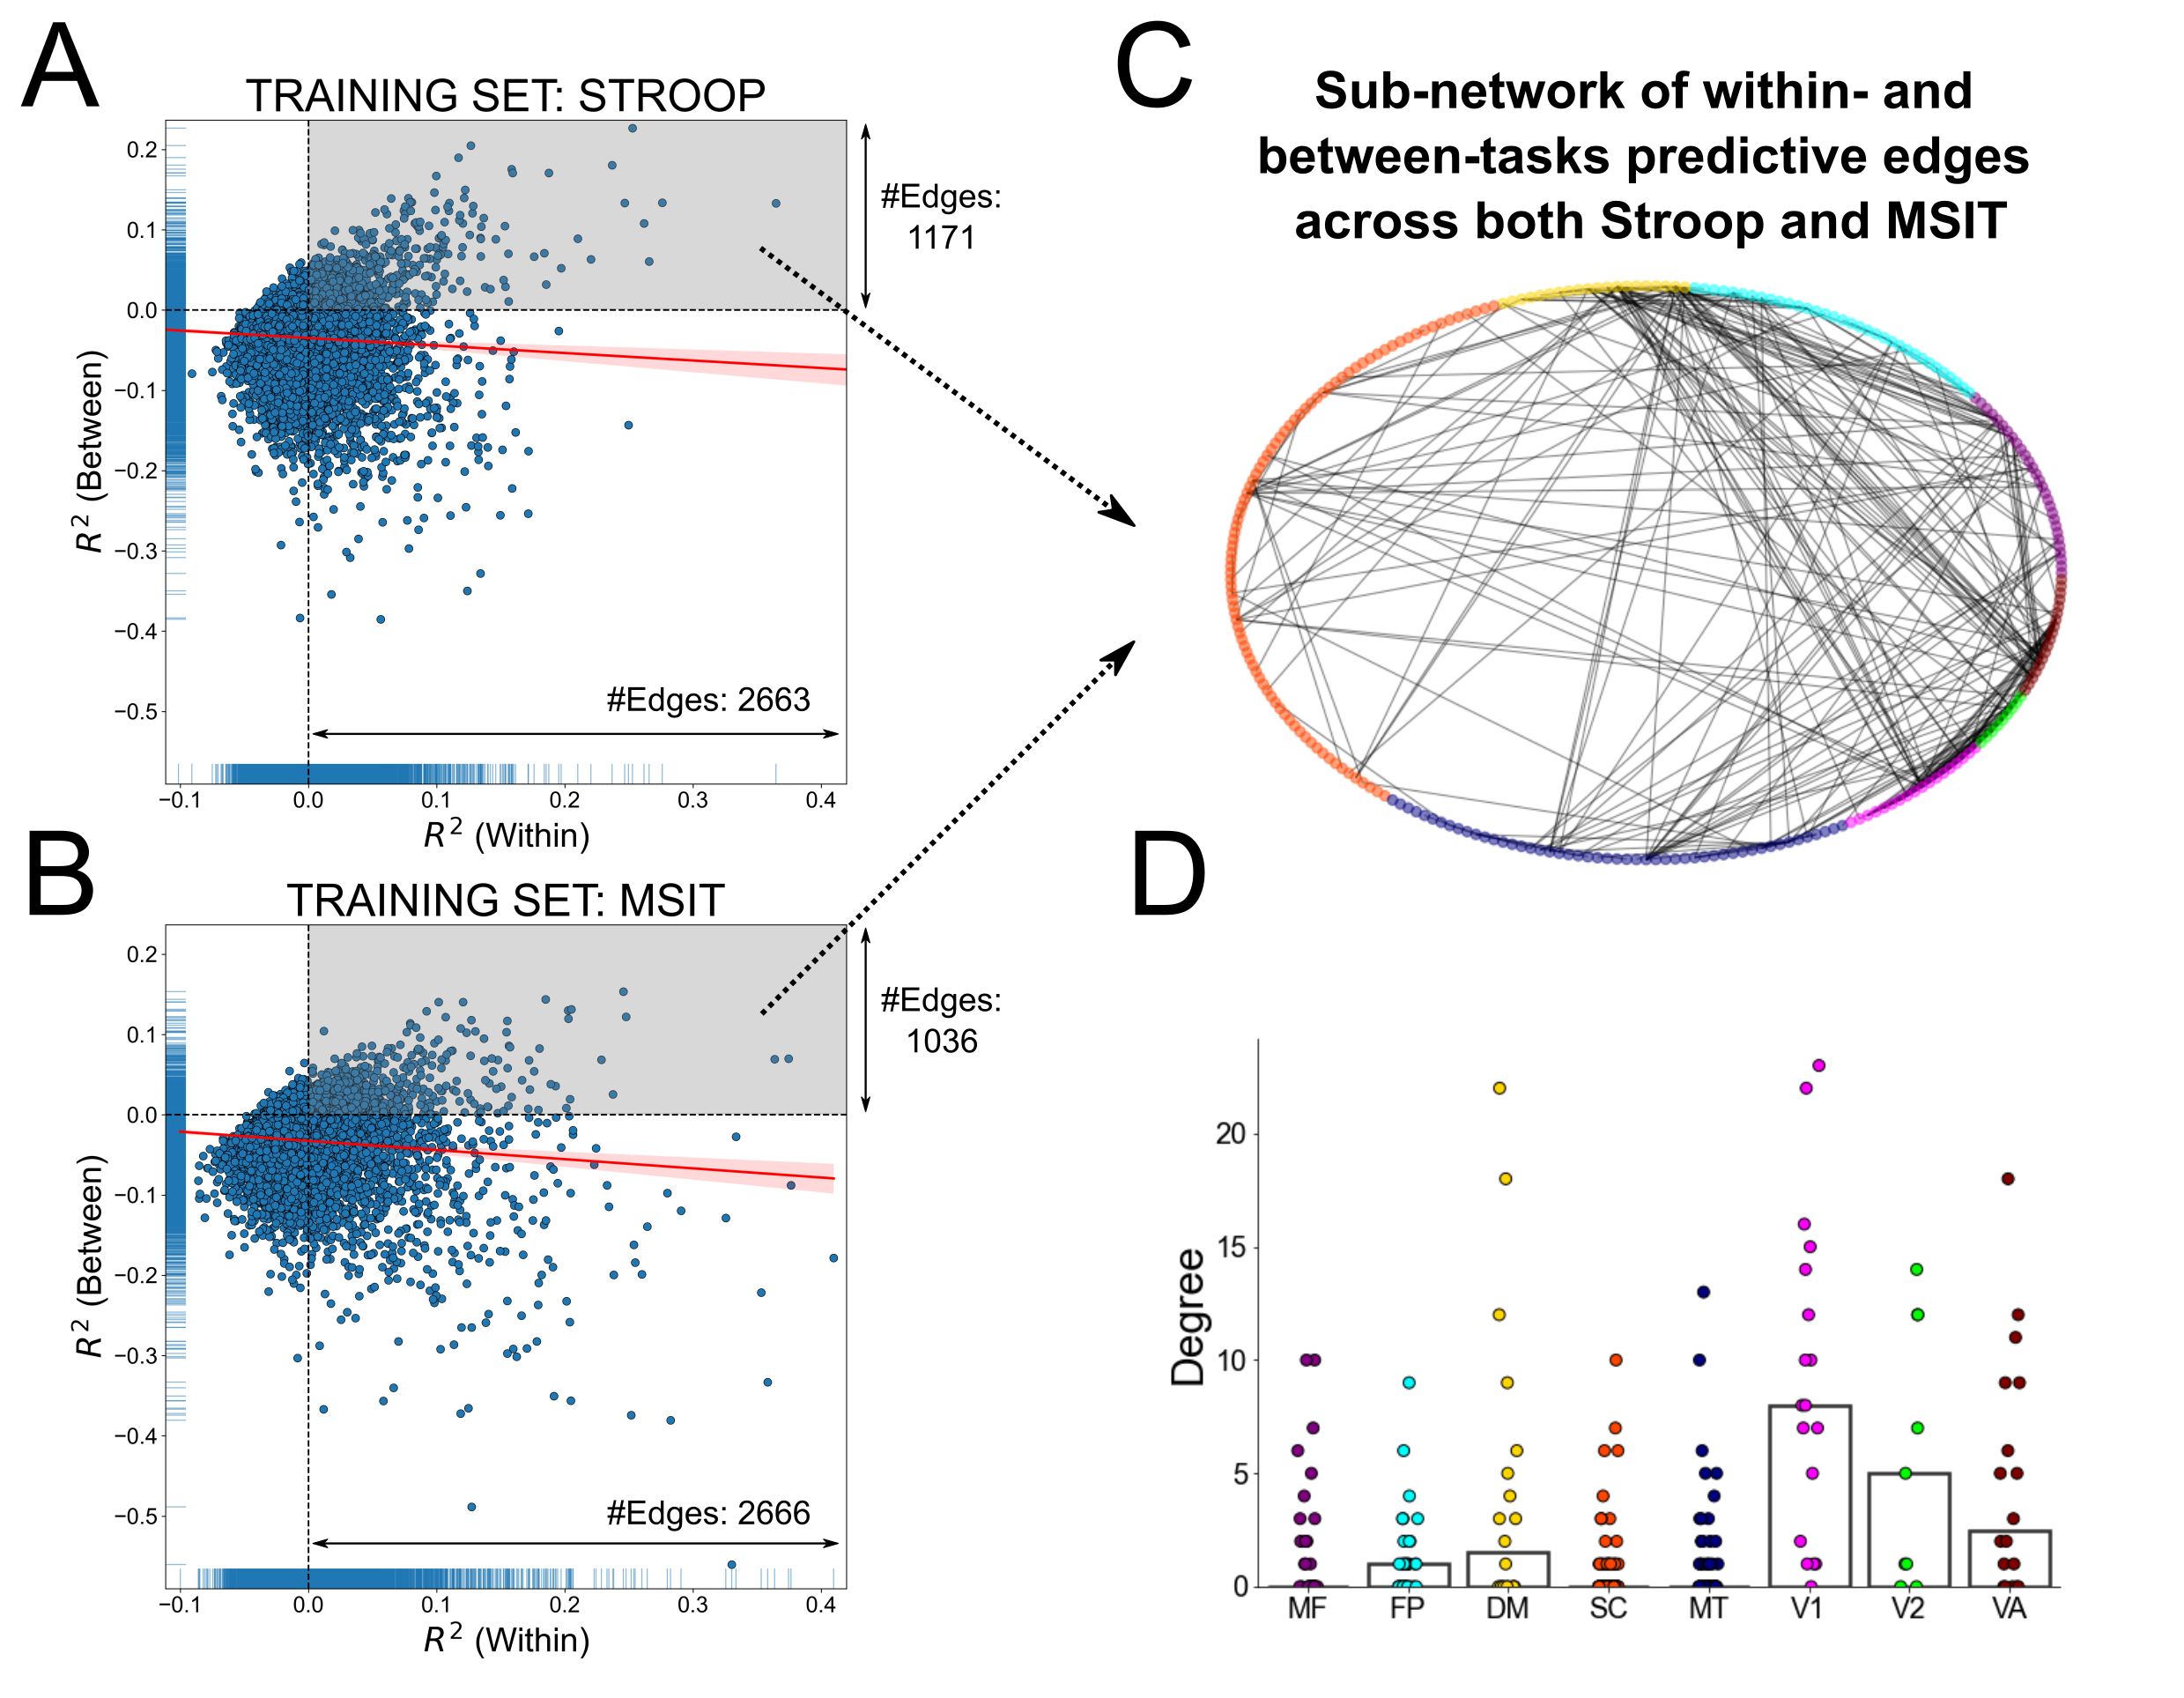 A
TRAINING SET: STROOP
0.2
0.1
0.0
−0.1
−0.2
−0.3
−0.4
−0.5
R² (Between)
#Edges:
1171
#Edges: 2663
−0.1 0.0 0.1 0.2 0.3 0.4
R² (Within)
B
TRAINING SET: MSIT
0.2
0.1
0.0
−0.1
−0.2
−0.3
−0.4
−0.5
R² (Between)
#Edges:
1036
#Edges: 2666
−0.1 0.0 0.1 0.2 0.3 0.4
R² (Within)
C
Sub-network of within- and
between-tasks predictive edges
across both Stroop and MSIT
D
20
15
10
5
0
Degree
MF FP DM SC MT V1 V2 VA